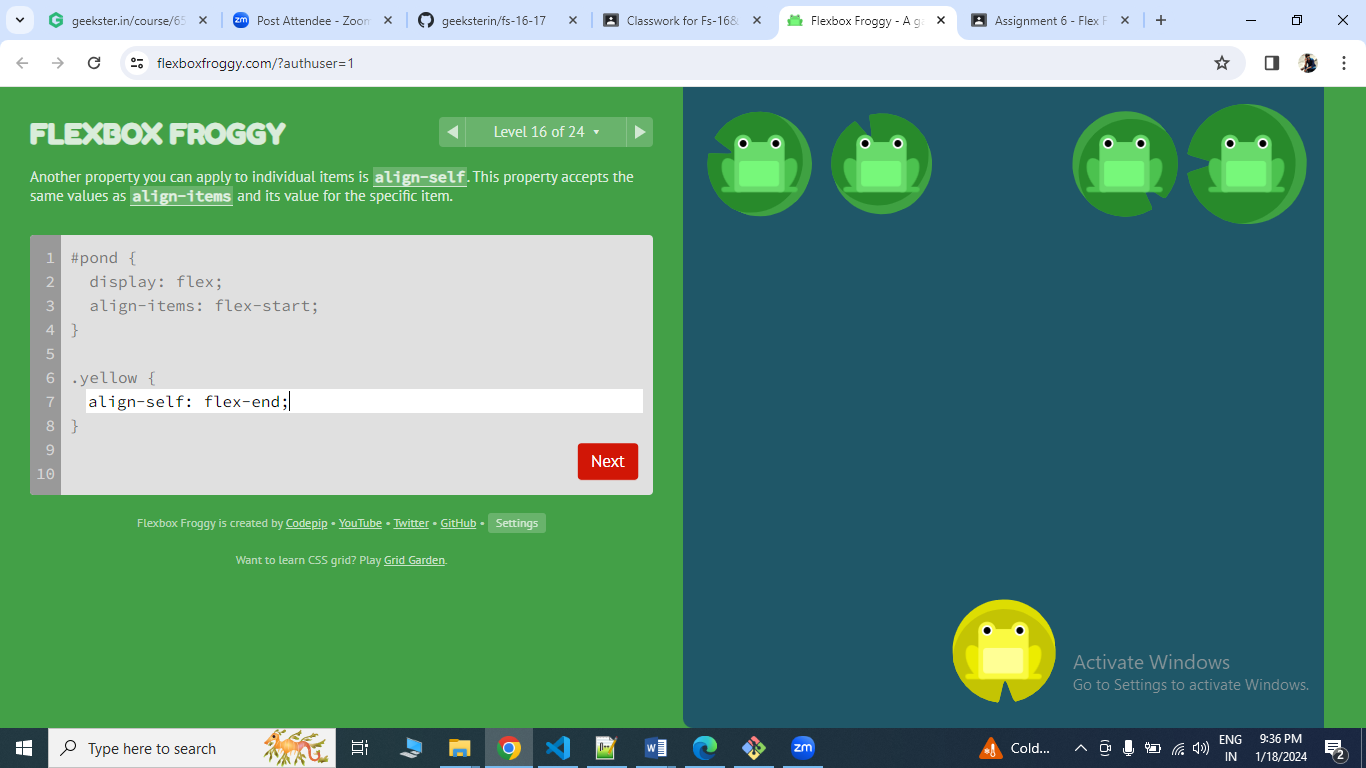 geekster.in/course/65
Post Attendee - Zoom
geeksterin/fs-16-17
Classwork for Fs-16&
Flexbox Froggy - A ga
Assignment 6 - Flex F
flexboxfroggy.com/?authuser=1
FLEXBOX FROGGY
Level 16 of 24
Another property you can apply to individual items is align-self. This property accepts the
same values as align-items and its value for the specific item.
1 #pond {
2 display: flex;
3 align-items: flex-start;
4 }
5
6 .yellow {
7 align-self: flex-end;
8 }
9
10
Next
Flexbox Froggy is created by Codepip • YouTube • Twitter • GitHub • Settings
Want to learn CSS grid? Play Grid Garden.
Activate Windows
Go to Settings to activate Windows.
Type here to search
zm
Cold...
ENG
IN
9:36 PM
1/18/2024
2